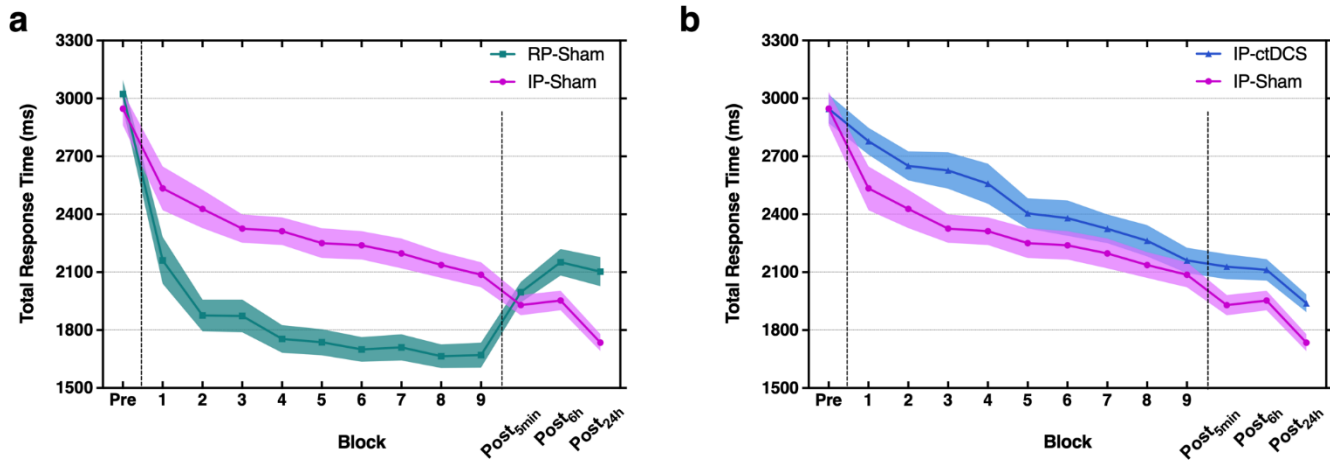 a
3300
3000
2700
2400
2100
1800
1500
Total Response Time (ms)
RP-Sham
IP-Sham
Pre 1 2 3 4 5 6 7 8 9 Post5min Post6h Post24h
Block
b
3300
3000
2700
2400
2100
1800
1500
Total Response Time (ms)
IP-ctDCS
IP-Sham
Pre 1 2 3 4 5 6 7 8 9 Post5min Post6h Post24h
Block